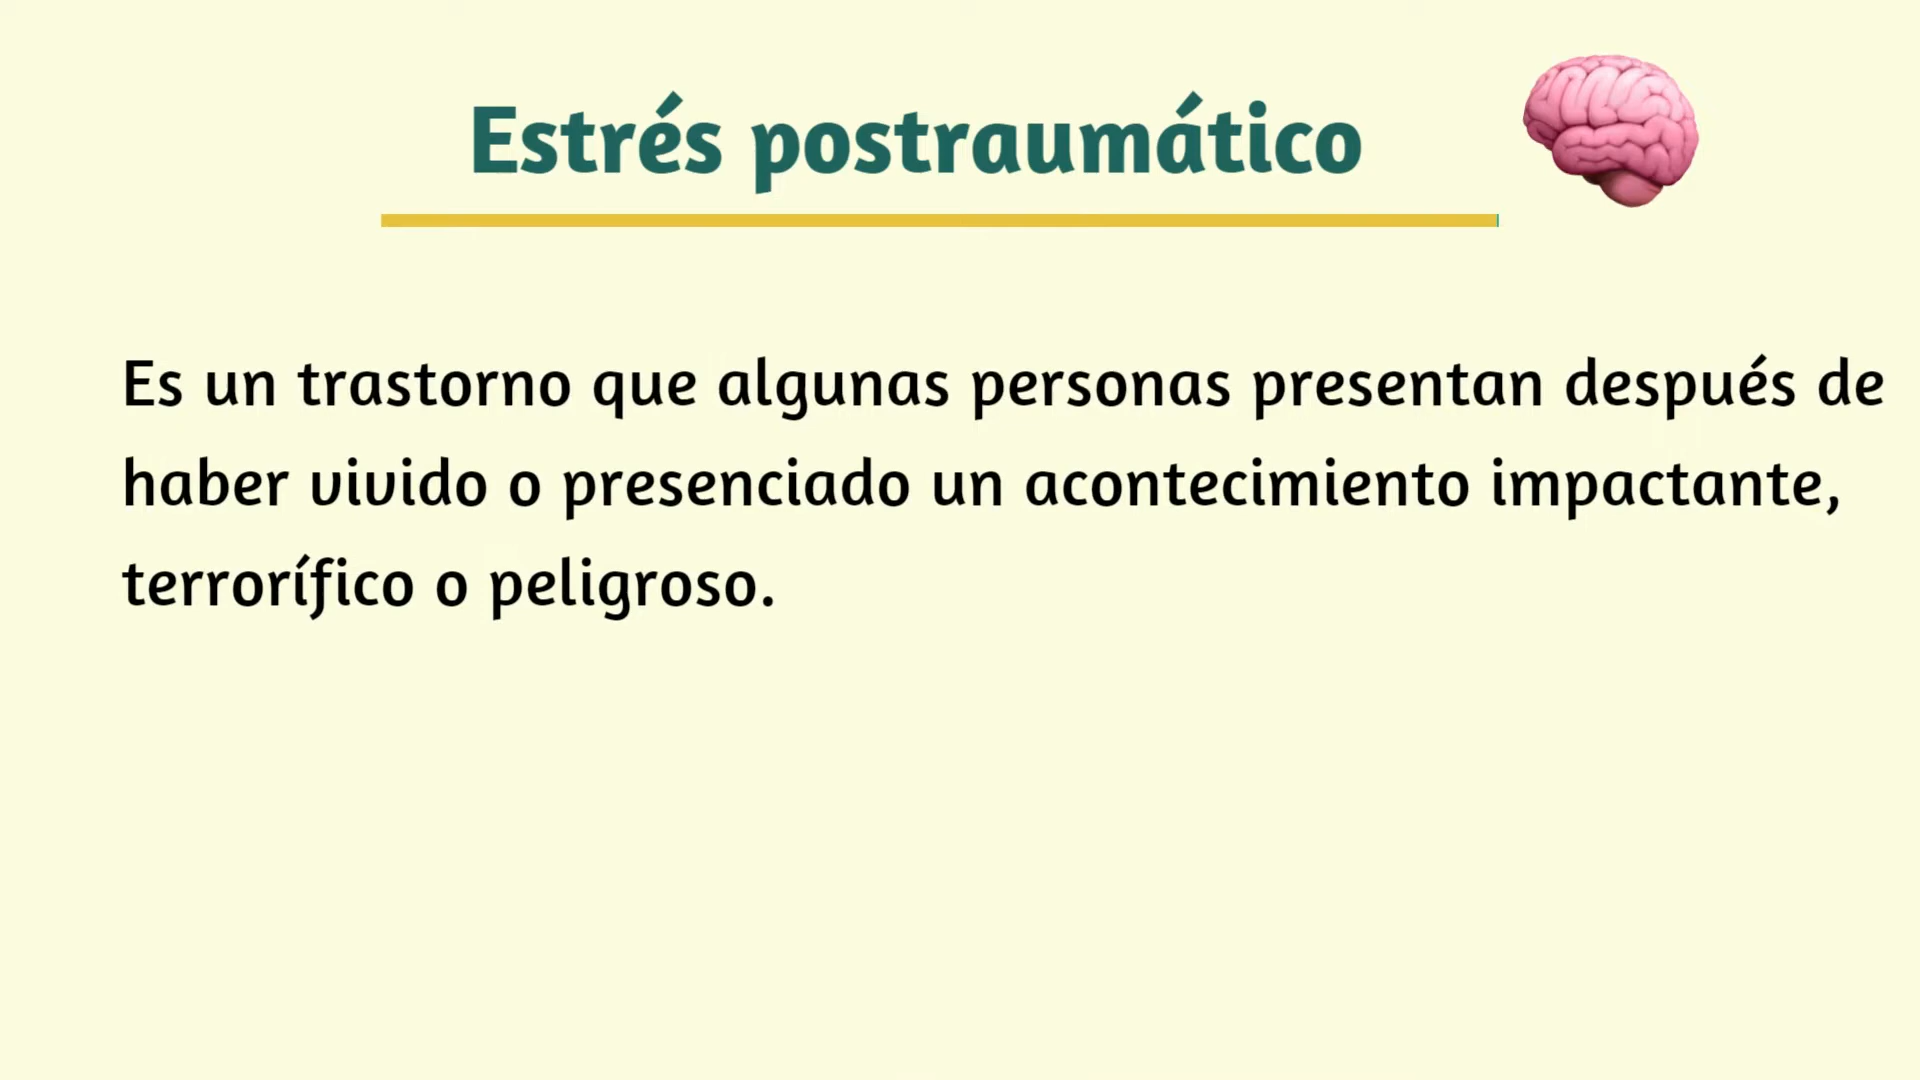 Estrés postraumático
Es un trastorno que algunas personas presentan después de
haber vivido o presenciado un acontecimiento impactante,
terrorífico o peligroso.